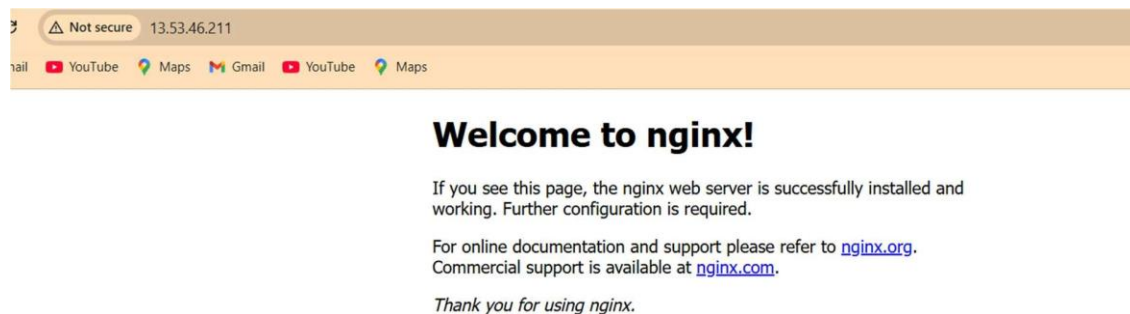 Not secure 13.53.46.211
nail YouTube Maps Gmail YouTube Maps
Welcome to nginx!
If you see this page, the nginx web server is successfully installed and
working. Further configuration is required.
For online documentation and support please refer to nginx.org.
Commercial support is available at nginx.com.
Thank you for using nginx.